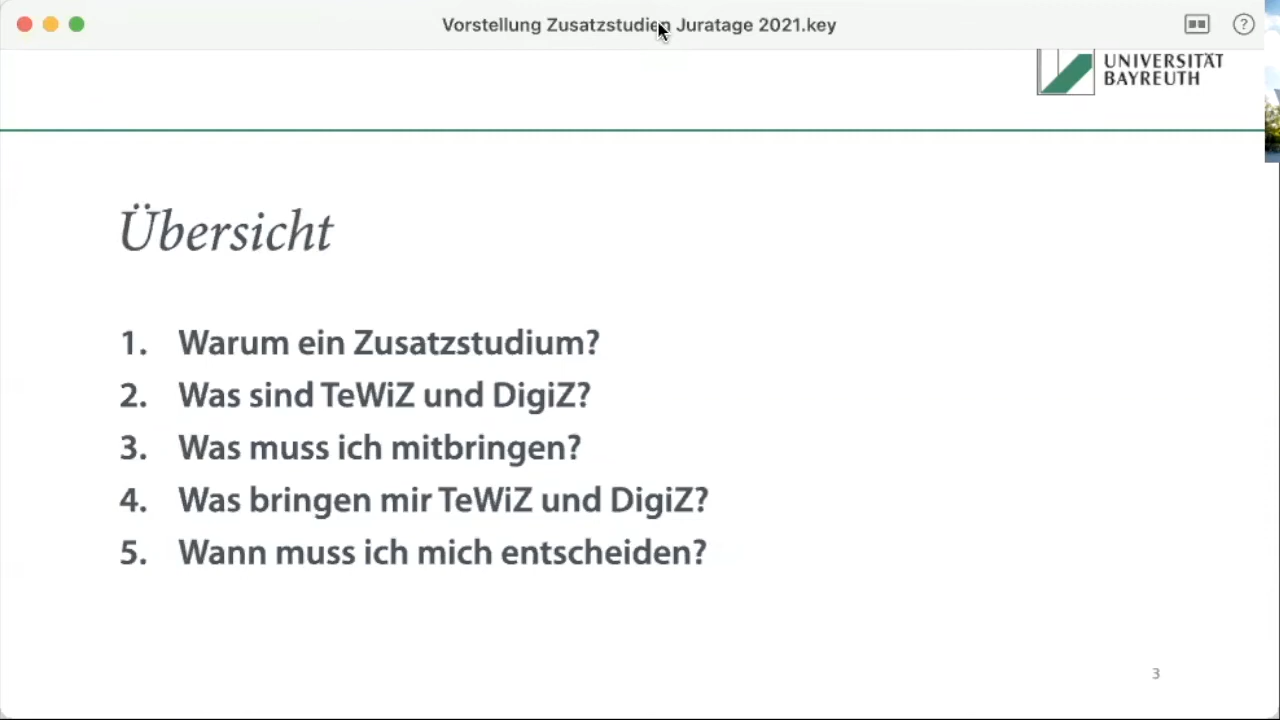 Vorstellung Zusatzstudien Juratage 2021.key
?
UNIVERSITÄT
BAYREUTH
Übersicht
1. Warum ein Zusatzstudium?
2. Was sind TeWiZ und DigiZ?
3. Was muss ich mitbringen?
4. Was bringen mir TeWiZ und DigiZ?
5. Wann muss ich mich entscheiden?
3